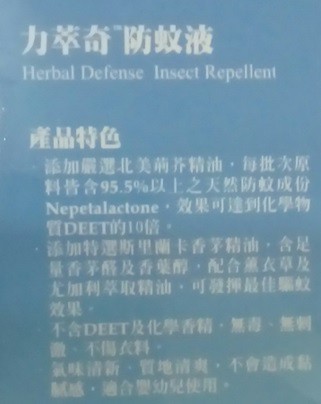 力萃奇™防蚊液
Herbal Defense Insect Repellent
產品特色
· 添加嚴選北美荊芥精油，每批次原
料皆含95.5%以上之天然防蚊成份
Nepetalactone，效果可達到化學物
質DEET的10倍。
· 添加特選斯里蘭卡香茅精油，含足
量香茅醛及香葉醇，配合薰衣草及
尤加利萃取精油，可發揮最佳驅蚊
效果。
· 不含DEET及化學香精，無毒、無刺
激、不傷衣料。
· 氣味清新、質地清爽，不會造成黏
膩感，適合嬰幼兒使用。